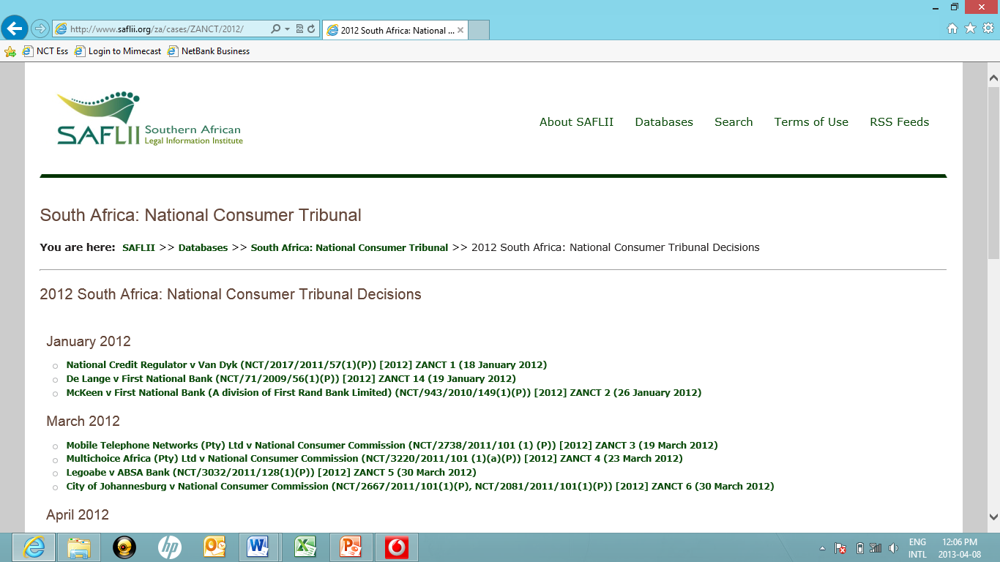 http://www.saflii.org/za/cases/ZANCT/2012/
2012 South Africa: National ...
NCT Ess
Login to Mimecast
NetBank Business
SAFLII Southern African
Legal Information Institute
About SAFLII
Databases
Search
Terms of Use
RSS Feeds
South Africa: National Consumer Tribunal
You are here: SAFLII >> Databases >> South Africa: National Consumer Tribunal >> 2012 South Africa: National Consumer Tribunal Decisions
2012 South Africa: National Consumer Tribunal Decisions
January 2012
National Credit Regulator v Van Dyk (NCT/2017/2011/57(1)(P)) [2012] ZANCT 1 (18 January 2012)
De Lange v First National Bank (NCT/71/2009/56(1)(P)) [2012] ZANCT 14 (19 January 2012)
McKeen v First National Bank (A division of First Rand Bank Limited) (NCT/943/2010/149(1)(P)) [2012] ZANCT 2 (26 January 2012)
March 2012
Mobile Telephone Networks (Pty) Ltd v National Consumer Commission (NCT/2738/2011/101 (1) (P)) [2012] ZANCT 3 (19 March 2012)
Multichoice Africa (Pty) Ltd v National Consumer Commission (NCT/3220/2011/101 (1)(a)(P)) [2012] ZANCT 4 (23 March 2012)
Legoabe v ABSA Bank (NCT/3032/2011/128(1)(P)) [2012] ZANCT 5 (30 March 2012)
City of Johannesburg v National Consumer Commission (NCT/2667/2011/101(1)(P), NCT/2081/2011/101(1)(P)) [2012] ZANCT 6 (30 March 2012)
April 2012
hp
ENG
INTL
12:06 PM
2013-04-08